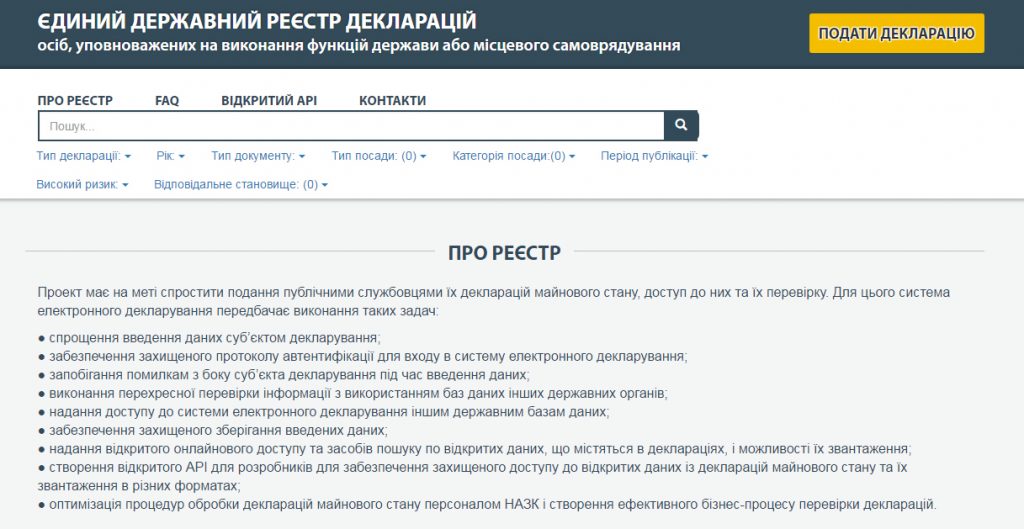 ЄДИНИЙ ДЕРЖАВНИЙ РЕЄСТР ДЕКЛАРАЦІЙ
осіб, уповноважених на виконання функцій держави або місцевого самоврядування
ПОДАТИ ДЕКЛАРАЦІЮ
ПРО РЕЄСТР FAQ ВІДКРИТИЙ АРІ КОНТАКТИ
Пошук...
Тип декларації: Рік: Тип документу: Тип посади: (0) Категорія посади:(0) Період публікації:
Високий ризик: Відповідальне становище: (0)
ПРО РЕЄСТР
Проект має на меті спростити подання публічними службовцями їх декларацій майнового стану, доступ до них та їх перевірку. Для цього система
електронного декларування передбачає виконання таких задач:
● спрощення введення даних суб’єктом декларування;
● забезпечення захищеного протоколу автентифікації для входу в систему електронного декларування;
● запобігання помилкам з боку суб’єкта декларування під час введення даних;
● виконання перехресної перевірки інформації з використанням баз даних інших державних органів;
● надання доступу до системи електронного декларування іншим державним базам даних;
● забезпечення захищеного зберігання введених даних;
● надання відкритого онлайнового доступу та засобів пошуку по відкритих даних, що містяться в деклараціях, і можливості їх звантаження;
● створення відкритого АРІ для розробників для забезпечення захищеного доступу до відкритих даних із декларацій майнового стану та їх
звантаження в різних форматах;
● оптимізація процедур обробки декларацій майнового стану персоналом НАЗК і створення ефективного бізнес-процесу перевірки декларацій.